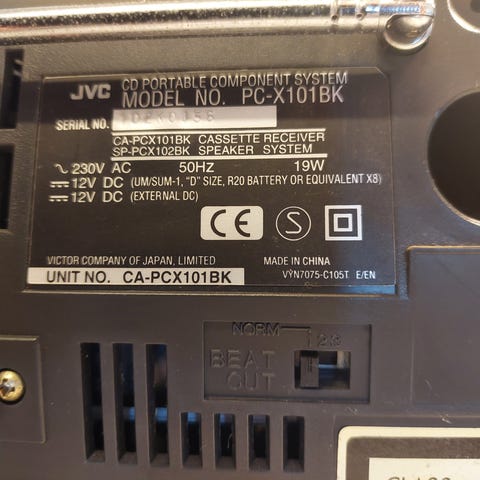 JVC CD PORTABLE COMPONENT SYSTEM
MODEL NO. PC-X101BK
SERIAL NO.
CA-PCX101BK CASSETTE RECEIVER
SP-PCX102BK SPEAKER SYSTEM
230V AC 50Hz 19W
12V DC (UM/SUM-1, "D" SIZE, R20 BATTERY OR EQUIVALENT X8)
12V DC (EXTERNAL DC)
CE S
VICTOR COMPANY OF JAPAN, LIMITED MADE IN CHINA
UNIT NO. CA-PCX101BK VYN7075-C105T E/EN
NORM 1 2 3
BEAT
CUT